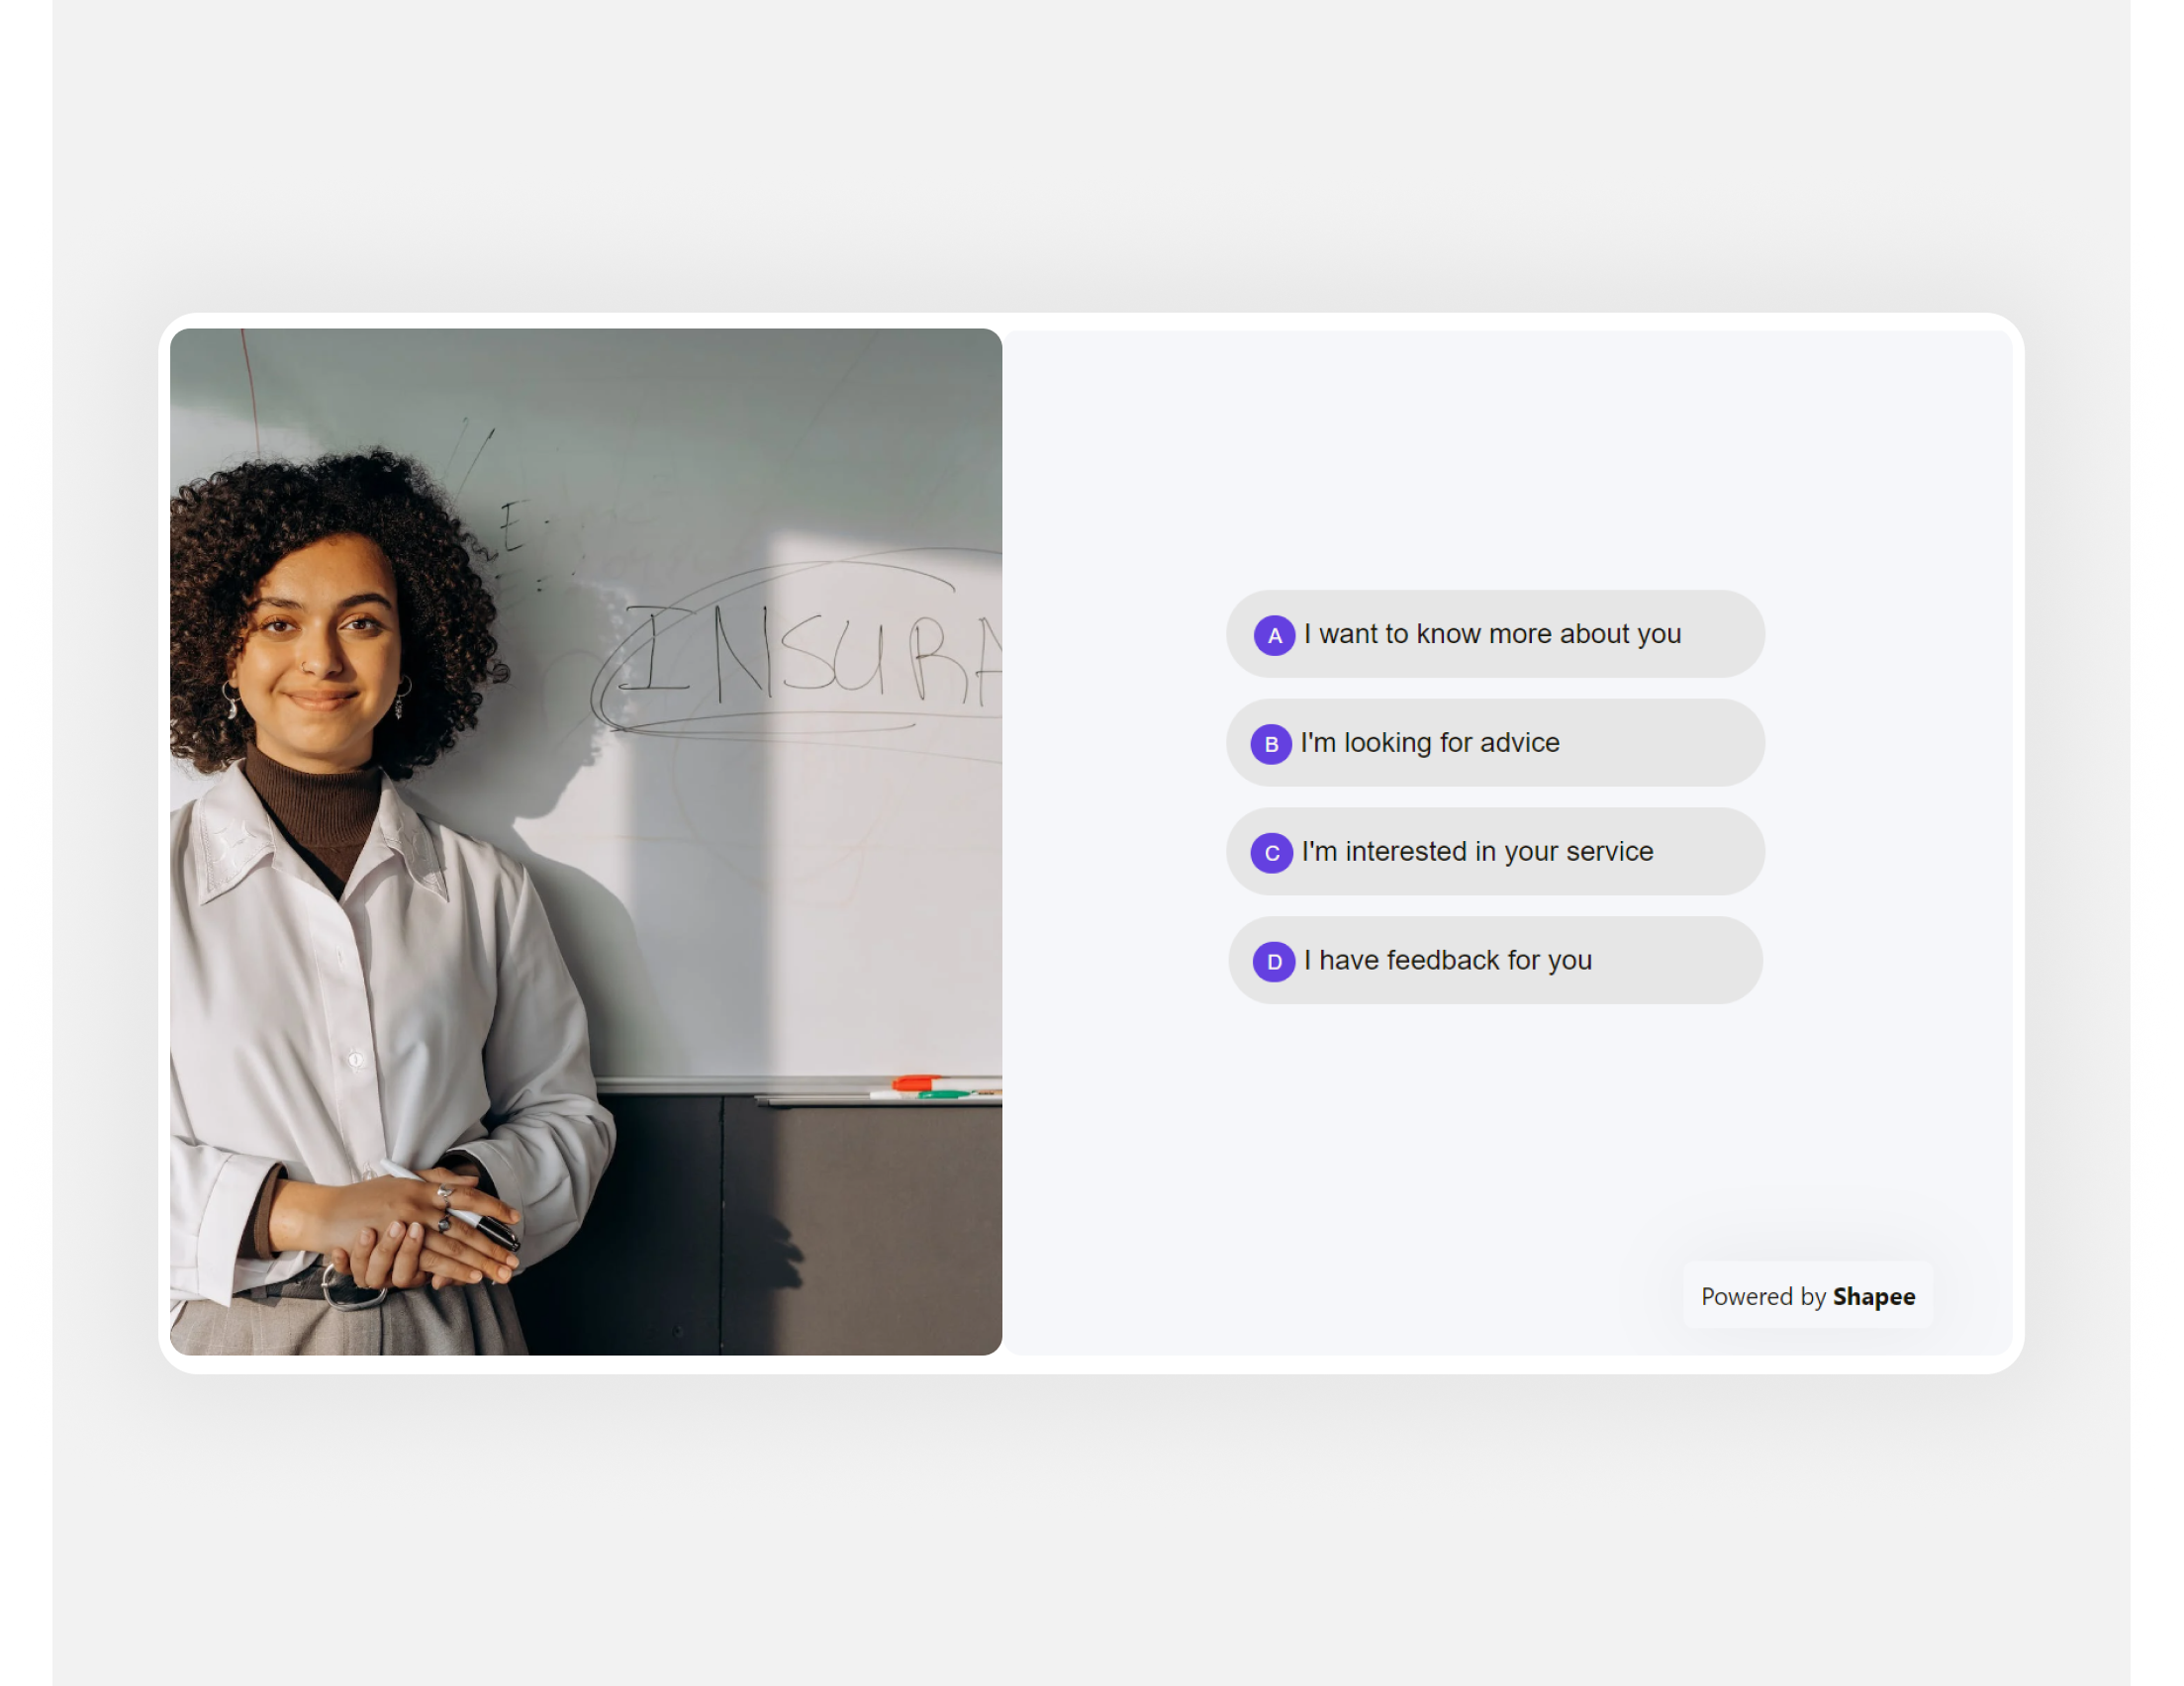 E.
INSURA
A I want to know more about you
B I'm looking for advice
C I'm interested in your service
D I have feedback for you
Powered by Shapee